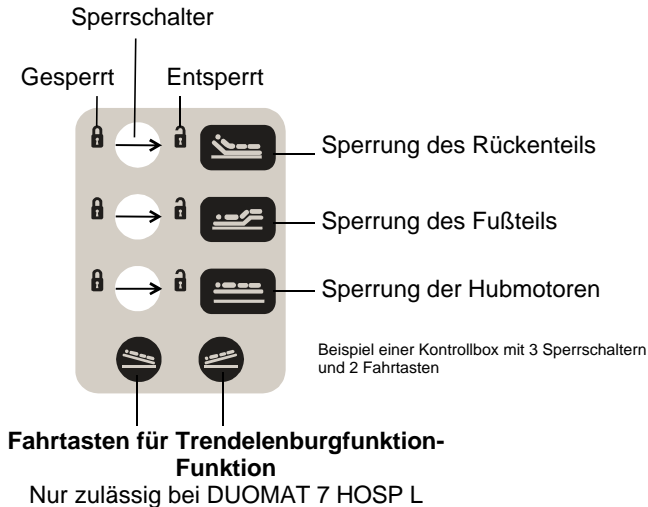 Sperrschalter
Gesperrt Entsperrt
Sperrung des Rückenteils
Sperrung des Fußteils
Sperrung der Hubmotoren
Beispiel einer Kontrollbox mit 3 Sperrschaltern
und 2 Fahrtasten
Fahrtasten für Trendelenburgfunktion-
Funktion
Nur zulässig bei DUOMAT 7 HOSP L